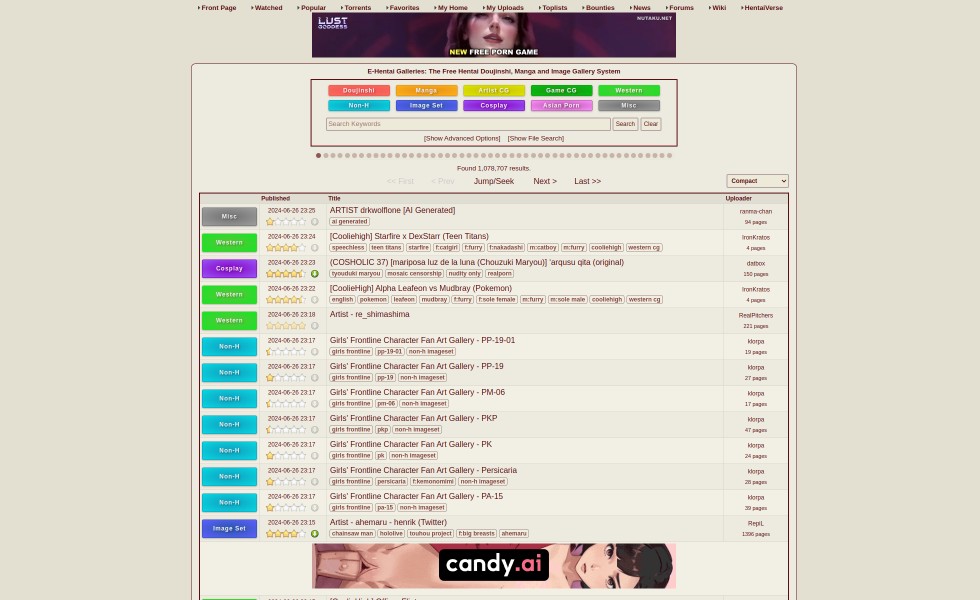 Front Page Watched Popular Torrents Favorites My Home My Uploads Toplists Bounties News Forums Wiki HentaiVerse
LUST GODDESS
NUTAKU.NET
NEW FREE PORN GAME
E-Hentai Galleries: The Free Hentai Doujinshi, Manga and Image Gallery System
Doujinshi Manga Artist CG Game CG Western
Non-H Image Set Cosplay Asian Porn Misc
Search Keywords Search Clear
[Show Advanced Options] [Show File Search]
Found 1,078,707 results.
<< First < Prev Jump/Seek Next > Last >> Compact
Published Title Uploader
Misc 2024-06-26 23:25 ARTIST drkwolflone [AI Generated] ranma-chan
ai generated 94 pages
Western 2024-06-26 23:24 [Cooliehigh] Starfire x DexStarr (Teen Titans) IronKratos
speechless teen titans starfire f:catgirl f:furry f:nakadashi m:catboy m:furry cooliehigh western cg 4 pages
Cosplay 2024-06-26 23:23 (COSHOLIC 37) [mariposa luz de la luna (Chouzuki Maryou)] 'arqusu qita (original) datbox
tyouduki maryou mosaic censorship nudity only realporn 150 pages
Western 2024-06-26 23:22 [CoolieHigh] Alpha Leafeon vs Mudbray (Pokemon) IronKratos
english pokemon leafeon mudbray f:furry f:sole female m:furry m:sole male cooliehigh western cg 4 pages
Western 2024-06-26 23:18 Artist - re_shimashima RealPitchers
221 pages
Non-H 2024-06-26 23:17 Girls' Frontline Character Fan Art Gallery - PP-19-01 klorpa
girls frontline pp-19-01 non-h imageset 19 pages
Non-H 2024-06-26 23:17 Girls' Frontline Character Fan Art Gallery - PP-19 klorpa
girls frontline pp-19 non-h imageset 27 pages
Non-H 2024-06-26 23:17 Girls' Frontline Character Fan Art Gallery - PM-06 klorpa
girls frontline pm-06 non-h imageset 17 pages
Non-H 2024-06-26 23:17 Girls' Frontline Character Fan Art Gallery - PKP klorpa
girls frontline pkp non-h imageset 47 pages
Non-H 2024-06-26 23:17 Girls' Frontline Character Fan Art Gallery - PK klorpa
girls frontline pk non-h imageset 24 pages
Non-H 2024-06-26 23:17 Girls' Frontline Character Fan Art Gallery - Persicaria klorpa
girls frontline persicaria f:kemonomimi non-h imageset 26 pages
Non-H 2024-06-26 23:17 Girls' Frontline Character Fan Art Gallery - PA-15 klorpa
girls frontline pa-15 non-h imageset 39 pages
Image Set 2024-06-26 23:15 Artist - ahemaru - henrik (Twitter) RepiL
chainsaw man hololive touhou project f:big breasts ahemaru 1396 pages
candy.ai